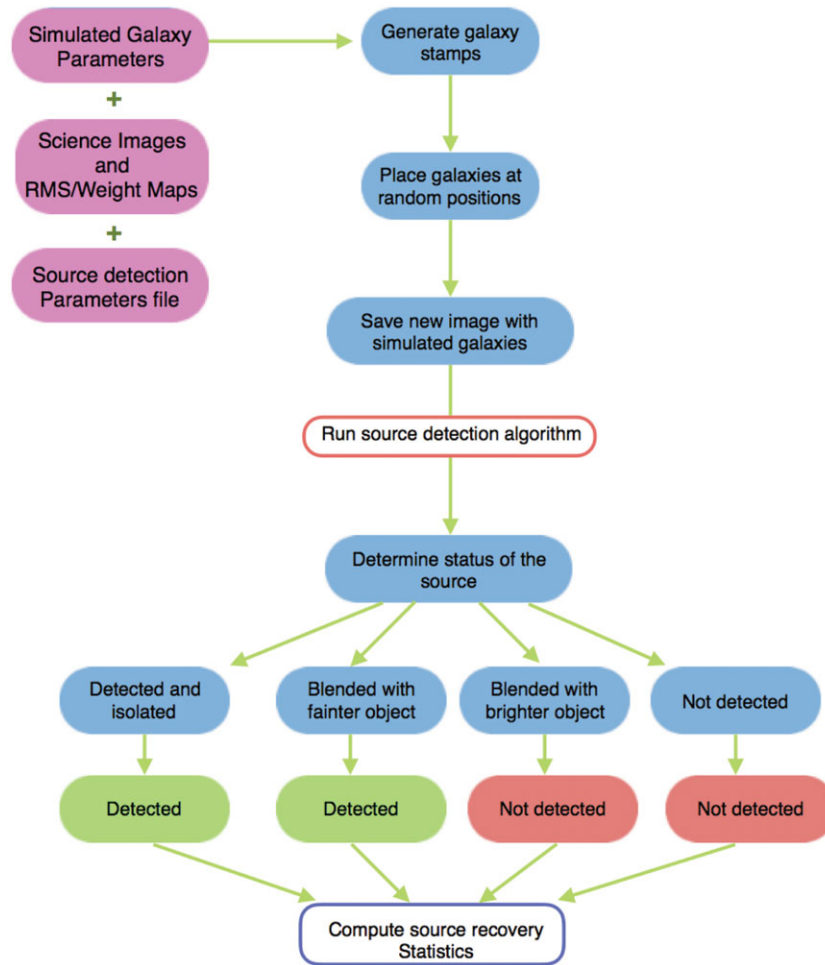 Simulated Galaxy
Parameters
+
Science Images
and
RMS/Weight Maps
+
Source detection
Parameters file
Generate galaxy
stamps
Place galaxies at
random positions
Save new image with
simulated galaxies
Run source detection algorithm
Determine status of the
source
Detected and
isolated
Blended with
fainter object
Blended with
brighter object
Not detected
Detected
Detected
Not detected
Not detected
Compute source recovery
Statistics